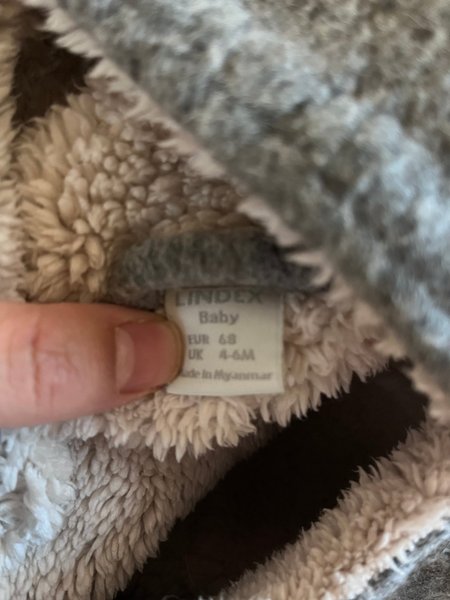 LINDEX
Baby
EUR 68
UK 4-6M
Made in Myanmar